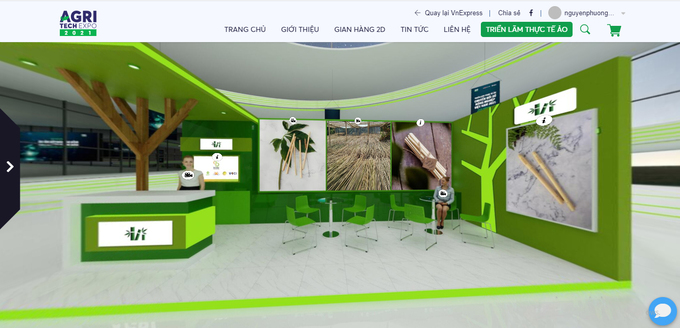 AGRI
TECH EXPO
2021
Quay lại VnExpress | Chia sẻ f | nguyenphuong...
TRANG CHỦ GIỚI THIỆU GIAN HÀNG 2D TIN TỨC LIÊN HỆ TRIỂN LÃM THỰC TẾ ẢO